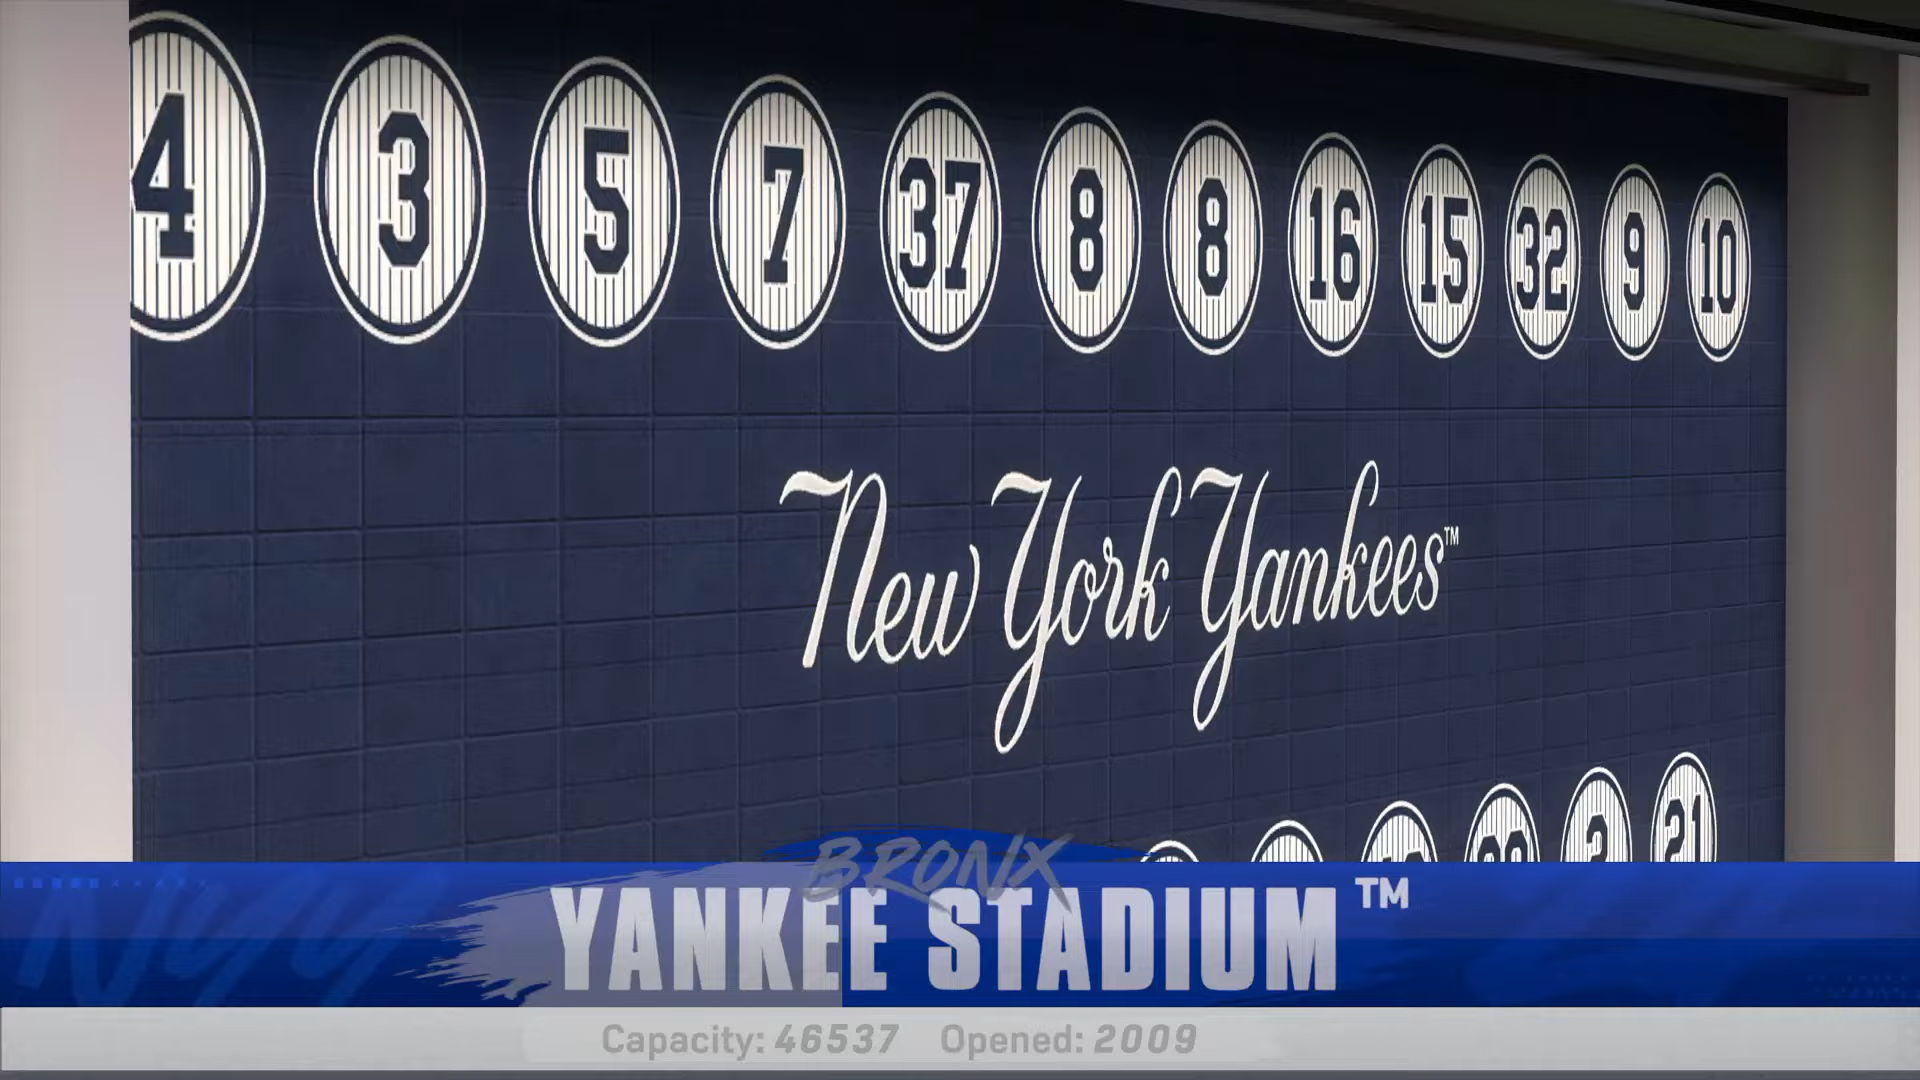 4 3 5 7 37 8 8 16 15 32 9 10
New York Yankees™
2 21
BRONX
YANKEE STADIUM™
NYY
Capacity: 46537 Opened: 2009